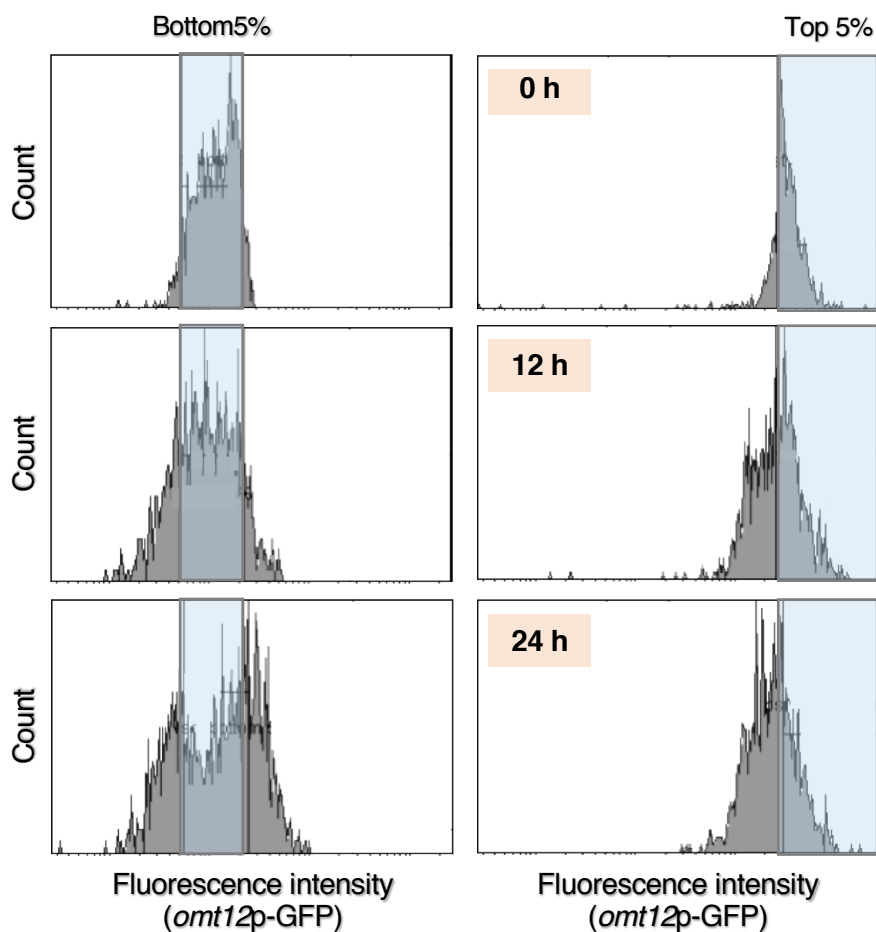 Bottom5%
Top 5%
Count
0 h
Count
12 h
Count
24 h
Fluorescence intensity
(omt12p-GFP)
Fluorescence intensity
(omt12p-GFP)